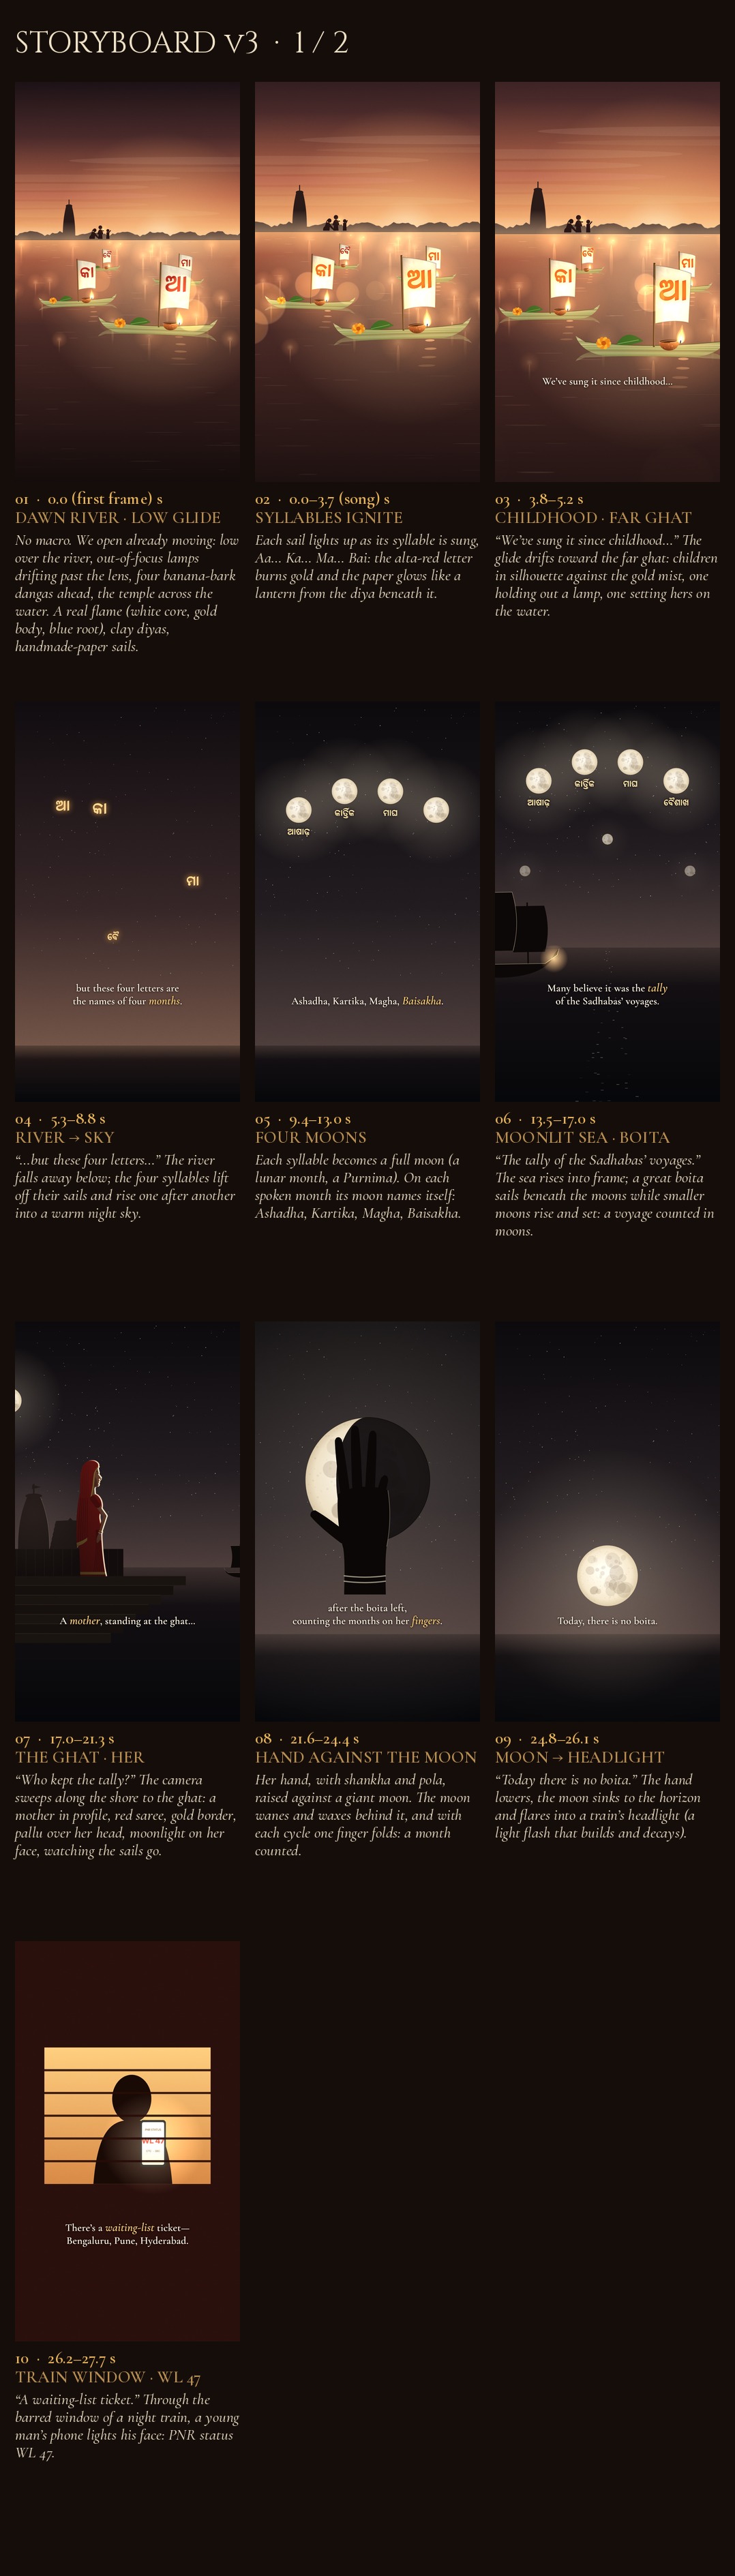 STORYBOARD v3 · 1 / 2
କା
ବୈ
ମା
ଆ
କା
ବୈ
ମା
ଆ
କା
ବୈ
ମା
ଆ
We've sung it since childhood...
01 · 0.0 (first frame) s
DAWN RIVER · LOW GLIDE
No macro. We open already moving: low
over the river, out-of-focus lamps
drifting past the lens, four banana-bark
dangas ahead, the temple across the
water. A real flame (white core, gold
body, blue root), clay diyas,
handmade-paper sails.
02 · 0.0–3.7 (song) s
SYLLABLES IGNITE
Each sail lights up as its syllable is sung,
Aa... Ka... Ma... Bai: the alta-red letter
burns gold and the paper glows like a
lantern from the diya beneath it.
03 · 3.8–5.2 s
CHILDHOOD · FAR GHAT
“We've sung it since childhood...” The
glide drifts toward the far ghat: children
in silhouette against the gold mist, one
holding out a lamp, one setting hers on
the water.
ଆ
କା
ମା
ବୈ
but these four letters are
the names of four months.
ଆଷାଢ଼
କାର୍ତ୍ତିକ
ମାଘ
Ashadha, Kartika, Magha, Baisakha.
ଆଷାଢ଼
କାର୍ତ୍ତିକ
ମାଘ
ବୈଶାଖ
Many believe it was the tally
of the Sadhabas' voyages.
04 · 5.3–8.8 s
RIVER → SKY
“...but these four letters...” The river
falls away below; the four syllables lift
off their sails and rise one after another
into a warm night sky.
05 · 9.4–13.0 s
FOUR MOONS
Each syllable becomes a full moon (a
lunar month, a Purnima). On each
spoken month its moon names itself:
Ashadha, Kartika, Magha, Baisakha.
06 · 13.5–17.0 s
MOONLIT SEA · BOITA
“The tally of the Sadhabas' voyages.”
The sea rises into frame; a great boita
sails beneath the moons while smaller
moons rise and set: a voyage counted in
moons.
A mother, standing at the ghat...
after the boita left,
counting the months on her fingers.
Today, there is no boita.
07 · 17.0–21.3 s
THE GHAT · HER
“Who kept the tally?” The camera
sweeps along the shore to the ghat: a
mother in profile, red saree, gold border,
pallu over her head, moonlight on her
face, watching the sails go.
08 · 21.6–24.4 s
HAND AGAINST THE MOON
Her hand, with shankha and pola,
raised against a giant moon. The moon
wanes and waxes behind it, and with
each cycle one finger folds: a month
counted.
09 · 24.8–26.1 s
MOON → HEADLIGHT
“Today there is no boita.” The hand
lowers, the moon sinks to the horizon
and flares into a train's headlight (a
light flash that builds and decays).
WL 47
There's a waiting-list ticket—
Bengaluru, Pune, Hyderabad.
10 · 26.2–27.7 s
TRAIN WINDOW · WL 47
“A waiting-list ticket.” Through the
barred window of a night train, a young
man's phone lights his face: PNR status
WL 47.